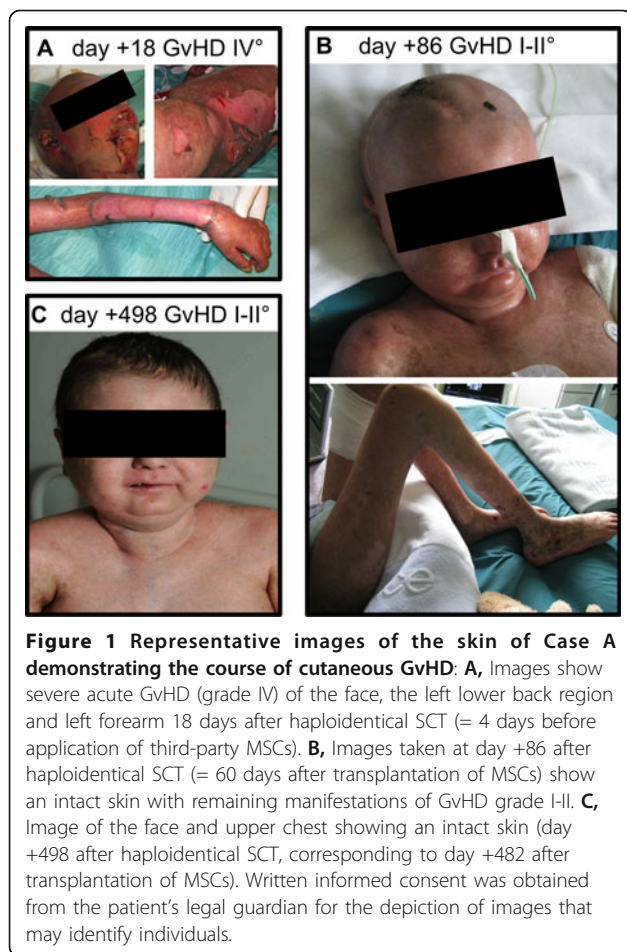 A day +18 GvHD IV°
B day +86 GvHD I-II°
C day +498 GvHD I-II°
Figure 1 Representative images of the skin of Case A
demonstrating the course of cutaneous GvHD: A, Images show
severe acute GvHD (grade IV) of the face, the left lower back region
and left forearm 18 days after haploidentical SCT (= 4 days before
application of third-party MSCs). B, Images taken at day +86 after
haploidentical SCT (= 60 days after transplantation of MSCs) show
an intact skin with remaining manifestations of GvHD grade I-II. C,
Image of the face and upper chest showing an intact skin (day
+498 after haploidentical SCT, corresponding to day +482 after
transplantation of MSCs). Written informed consent was obtained
from the patient's legal guardian for the depiction of images that
may identify individuals.